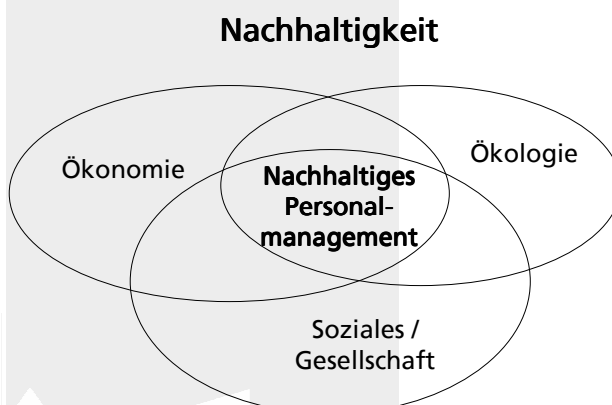 Nachhaltigkeit
Ökonomie
Ökologie
Nachhaltiges
Personal-
management
Soziales /
Gesellschaft